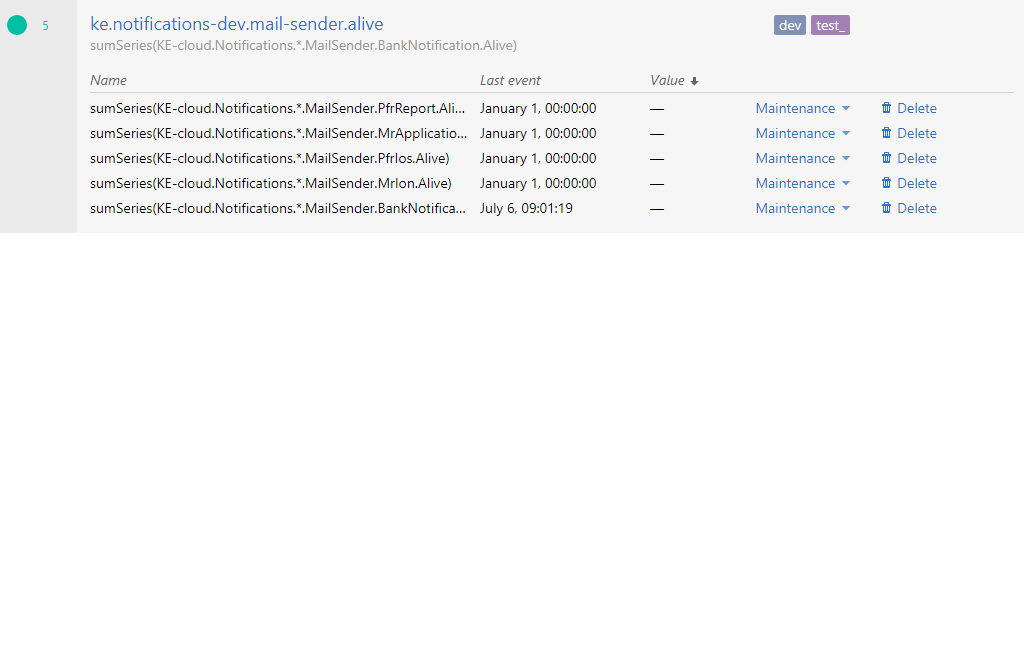 5 ke.notifications-dev.mail-sender.alive dev test_
sumSeries(KE-cloud.Notifications.*.MailSender.BankNotification.Alive)
Name Last event Value
sumSeries(KE-cloud.Notifications.*.MailSender.PfrReport.Ali... January 1, 00:00:00 — Maintenance Delete
sumSeries(KE-cloud.Notifications.*.MailSender.MrApplicatio... January 1, 00:00:00 — Maintenance Delete
sumSeries(KE-cloud.Notifications.*.MailSender.PfrIos.Alive) January 1, 00:00:00 — Maintenance Delete
sumSeries(KE-cloud.Notifications.*.MailSender.MrIon.Alive) January 1, 00:00:00 — Maintenance Delete
sumSeries(KE-cloud.Notifications.*.MailSender.BankNotifica... July 6, 09:01:19 — Maintenance Delete